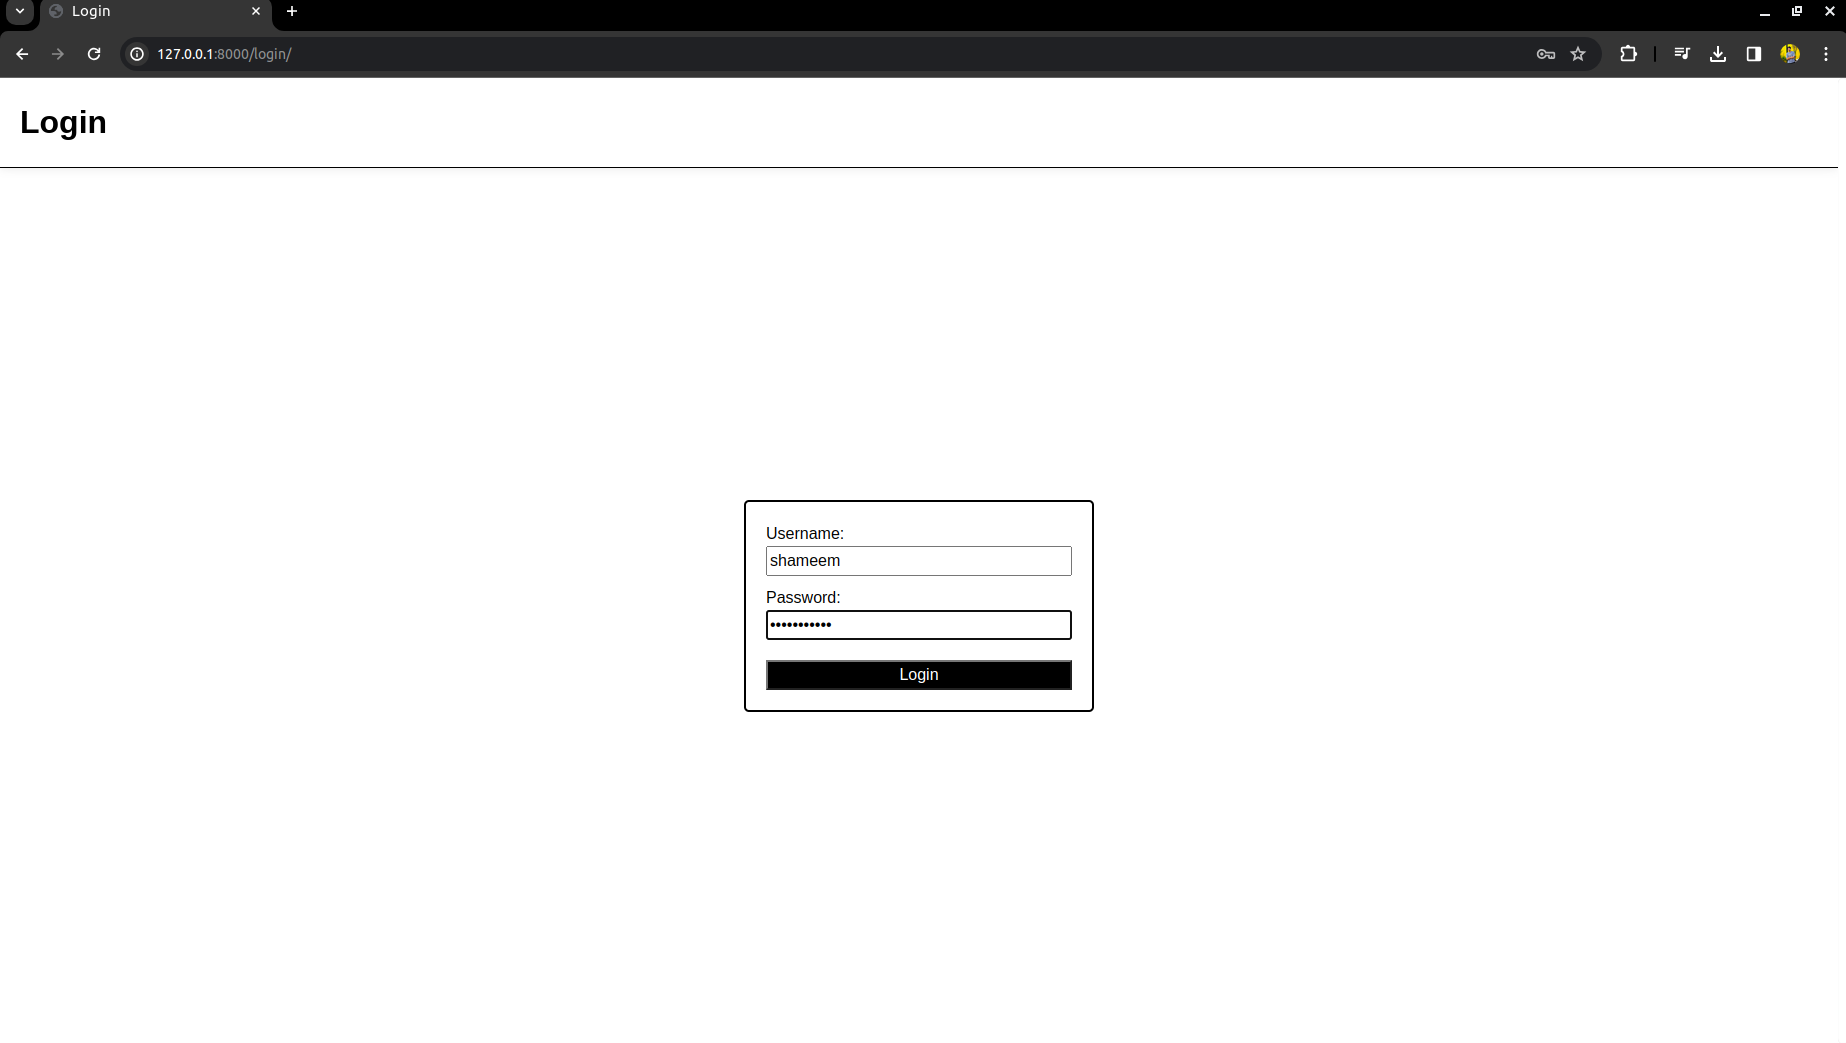 Login
127.0.0.1:8000/login/
Login
Username:
shameem
Password:
•••••••••••
Login